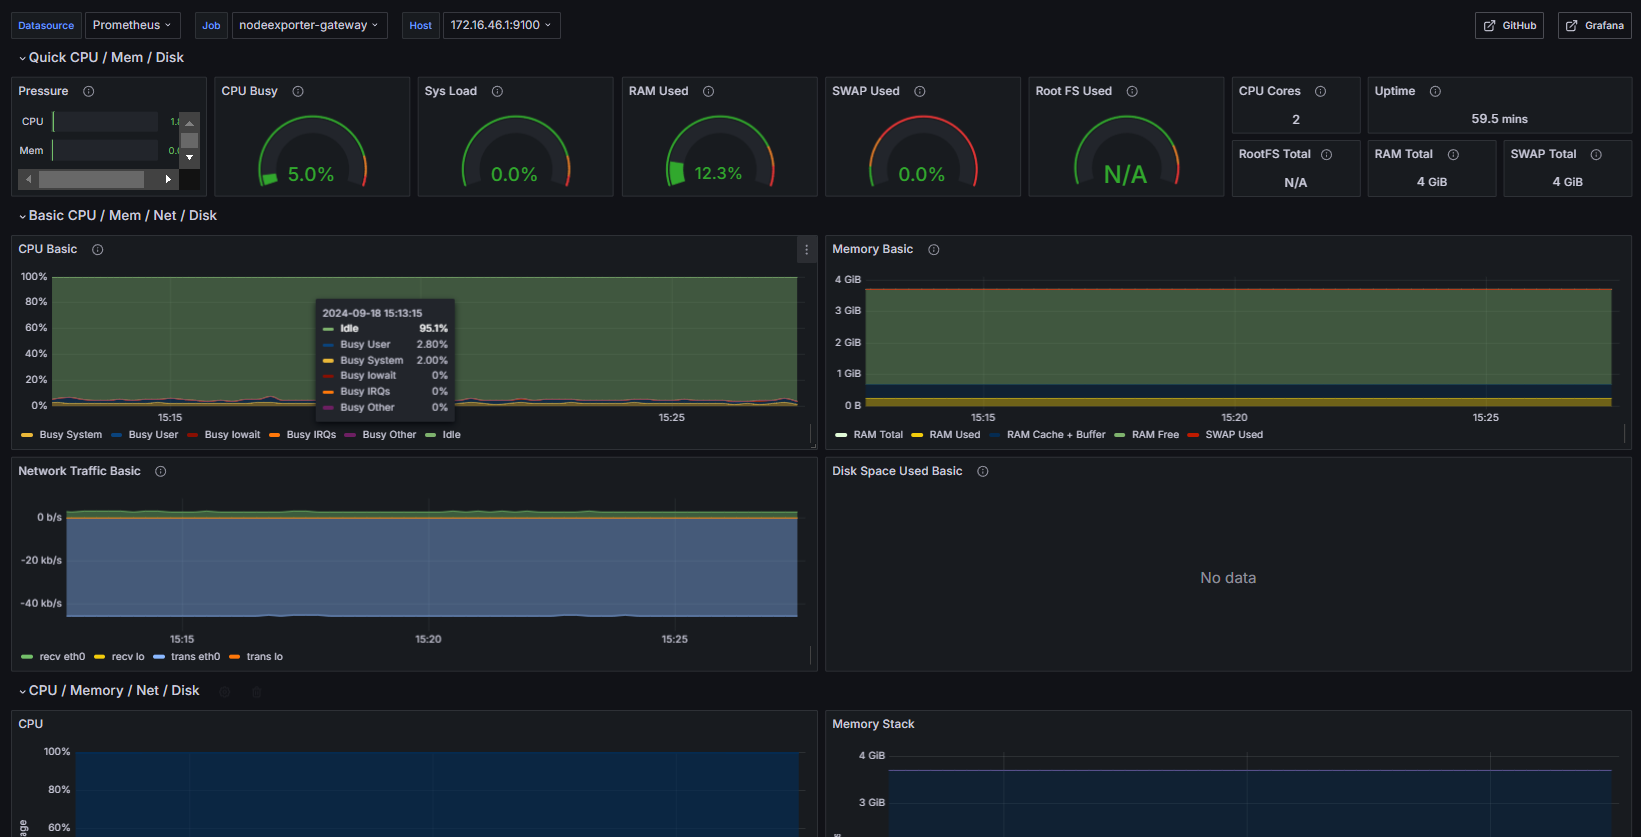 Datasource Prometheus Job nodeexporter-gateway Host 172.16.46.1:9100 GitHub Grafana
Quick CPU / Mem / Disk
Pressure CPU Busy Sys Load RAM Used SWAP Used Root FS Used CPU Cores Uptime
CPU
Mem
5.0% 0.0% 12.3% 0.0% N/A
2 59.5 mins
RootFS Total RAM Total SWAP Total
N/A 4 GiB 4 GiB
Basic CPU / Mem / Net / Disk
CPU Basic
100%
80%
60%
40%
20%
0%
15:15 15:25
2024-09-18 15:13:15
Idle 95.1%
Busy User 2.80%
Busy System 2.00%
Busy Iowait 0%
Busy IRQs 0%
Busy Other 0%
Busy System Busy User Busy Iowait Busy IRQs Busy Other Idle
Memory Basic
4 GiB
3 GiB
2 GiB
1 GiB
0 B
15:15 15:20 15:25
RAM Total RAM Used RAM Cache + Buffer RAM Free SWAP Used
Network Traffic Basic
0 b/s
-20 kb/s
-40 kb/s
15:15 15:20 15:25
recv eth0 recv lo trans eth0 trans lo
Disk Space Used Basic
No data
CPU / Memory / Net / Disk
CPU
100%
80%
60%
Memory Stack
4 GiB
3 GiB